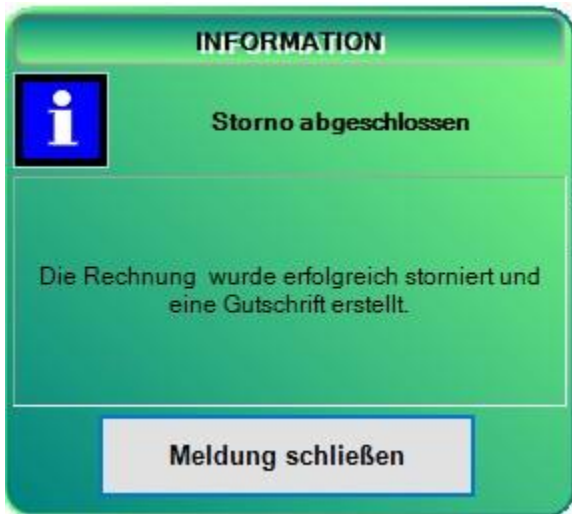 INFORMATION
i
Storno abgeschlossen
Die Rechnung  wurde erfolgreich storniert und
eine Gutschrift erstellt.
Meldung schließen